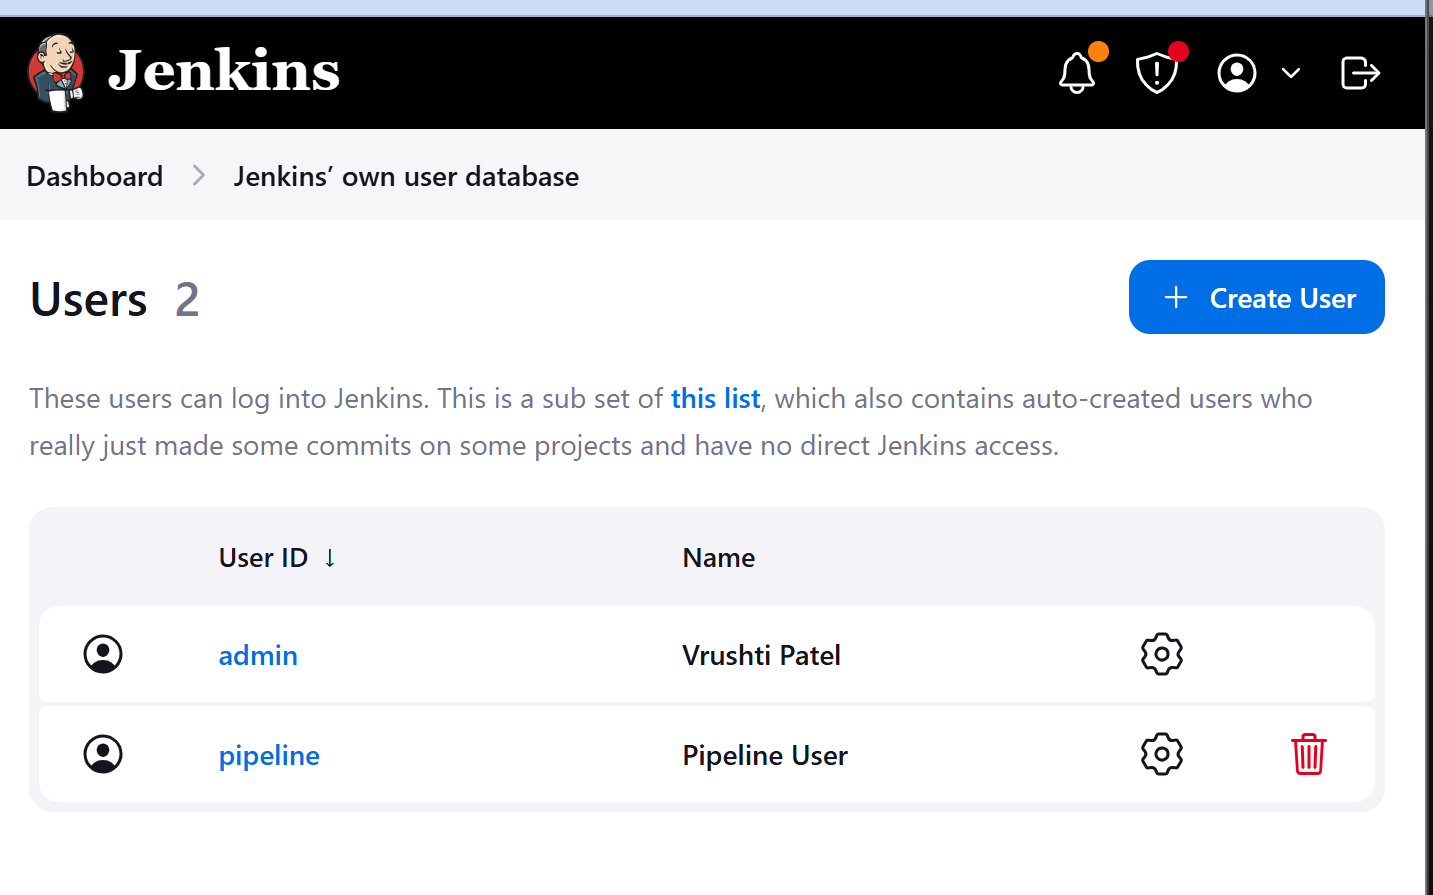 Jenkins
Dashboard > Jenkins’ own user database
Users 2
+ Create User
These users can log into Jenkins. This is a sub set of this list, which also contains auto-created users who
really just made some commits on some projects and have no direct Jenkins access.
User ID ↓ Name
admin Vrushti Patel
pipeline Pipeline User